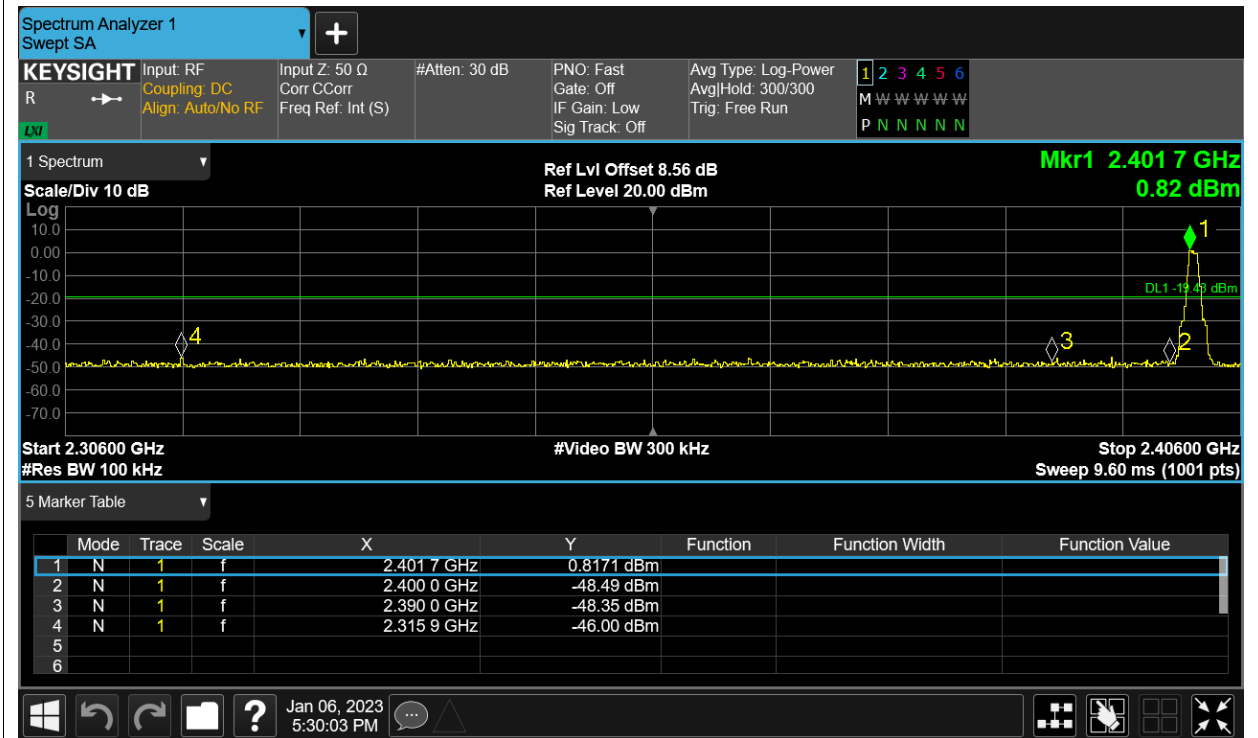 Spectrum Analyzer 1
Swept SA
KEYSIGHT
R
LXI
Input: RF
Coupling: DC
Align: Auto/No RF
Input Z: 50 Ω
Corr CCorr
Freq Ref: Int (S)
#Atten: 30 dB
PNO: Fast
Gate: Off
IF Gain: Low
Sig Track: Off
Avg Type: Log-Power
Avg|Hold: 300/300
Trig: Free Run
1 2 3 4 5 6
M W W W W W
P N N N N N
1 Spectrum
Scale/Div 10 dB
Ref Lvl Offset 8.56 dB
Ref Level 20.00 dBm
Mkr1 2.401 7 GHz
0.82 dBm
Log
10.0
0.00
-10.0
-20.0
-30.0
-40.0
-50.0
-60.0
-70.0
1
DL1 -19.43 dBm
4
3
2
Start 2.30600 GHz
#Res BW 100 kHz
#Video BW 300 kHz
Stop 2.40600 GHz
Sweep 9.60 ms (1001 pts)
5 Marker Table
Mode Trace Scale X Y Function Function Width Function Value
1 N 1 f 2.401 7 GHz 0.8171 dBm
2 N 1 f 2.400 0 GHz -48.49 dBm
3 N 1 f 2.390 0 GHz -48.35 dBm
4 N 1 f 2.315 9 GHz -46.00 dBm
5
6
?
Jan 06, 2023
5:30:03 PM